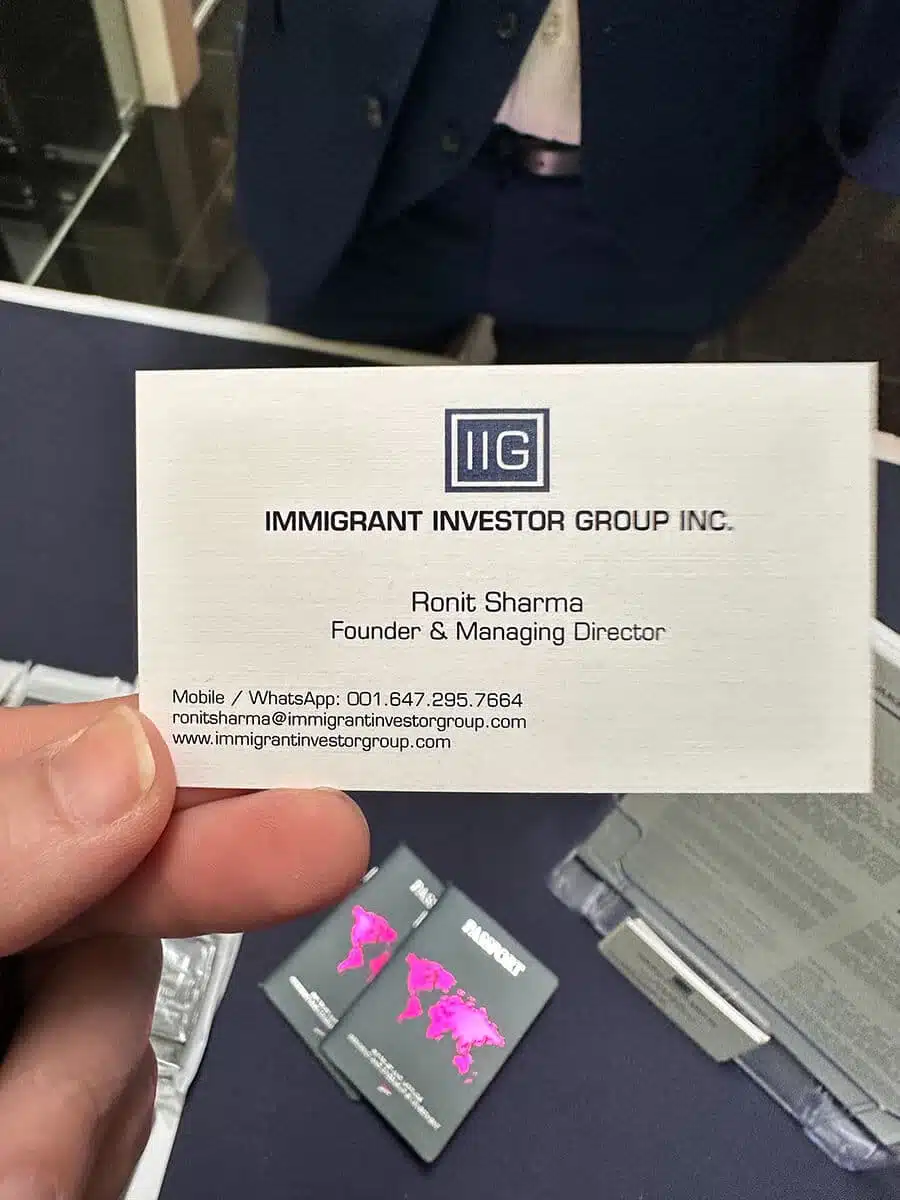 IIG
IMMIGRANT INVESTOR GROUP INC.
Ronit Sharma
Founder & Managing Director
Mobile / WhatsApp: 001.647.295.7664
ronitsharma@immigrantinvestorgroup.com
www.immigrantinvestorgroup.com
PAS
PASSPORT